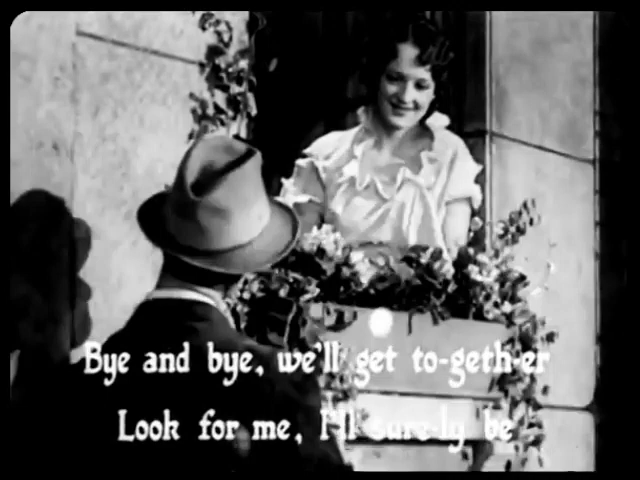 Bye and bye, we'll get to-geth-er
Look for me, I'll sure-ly be